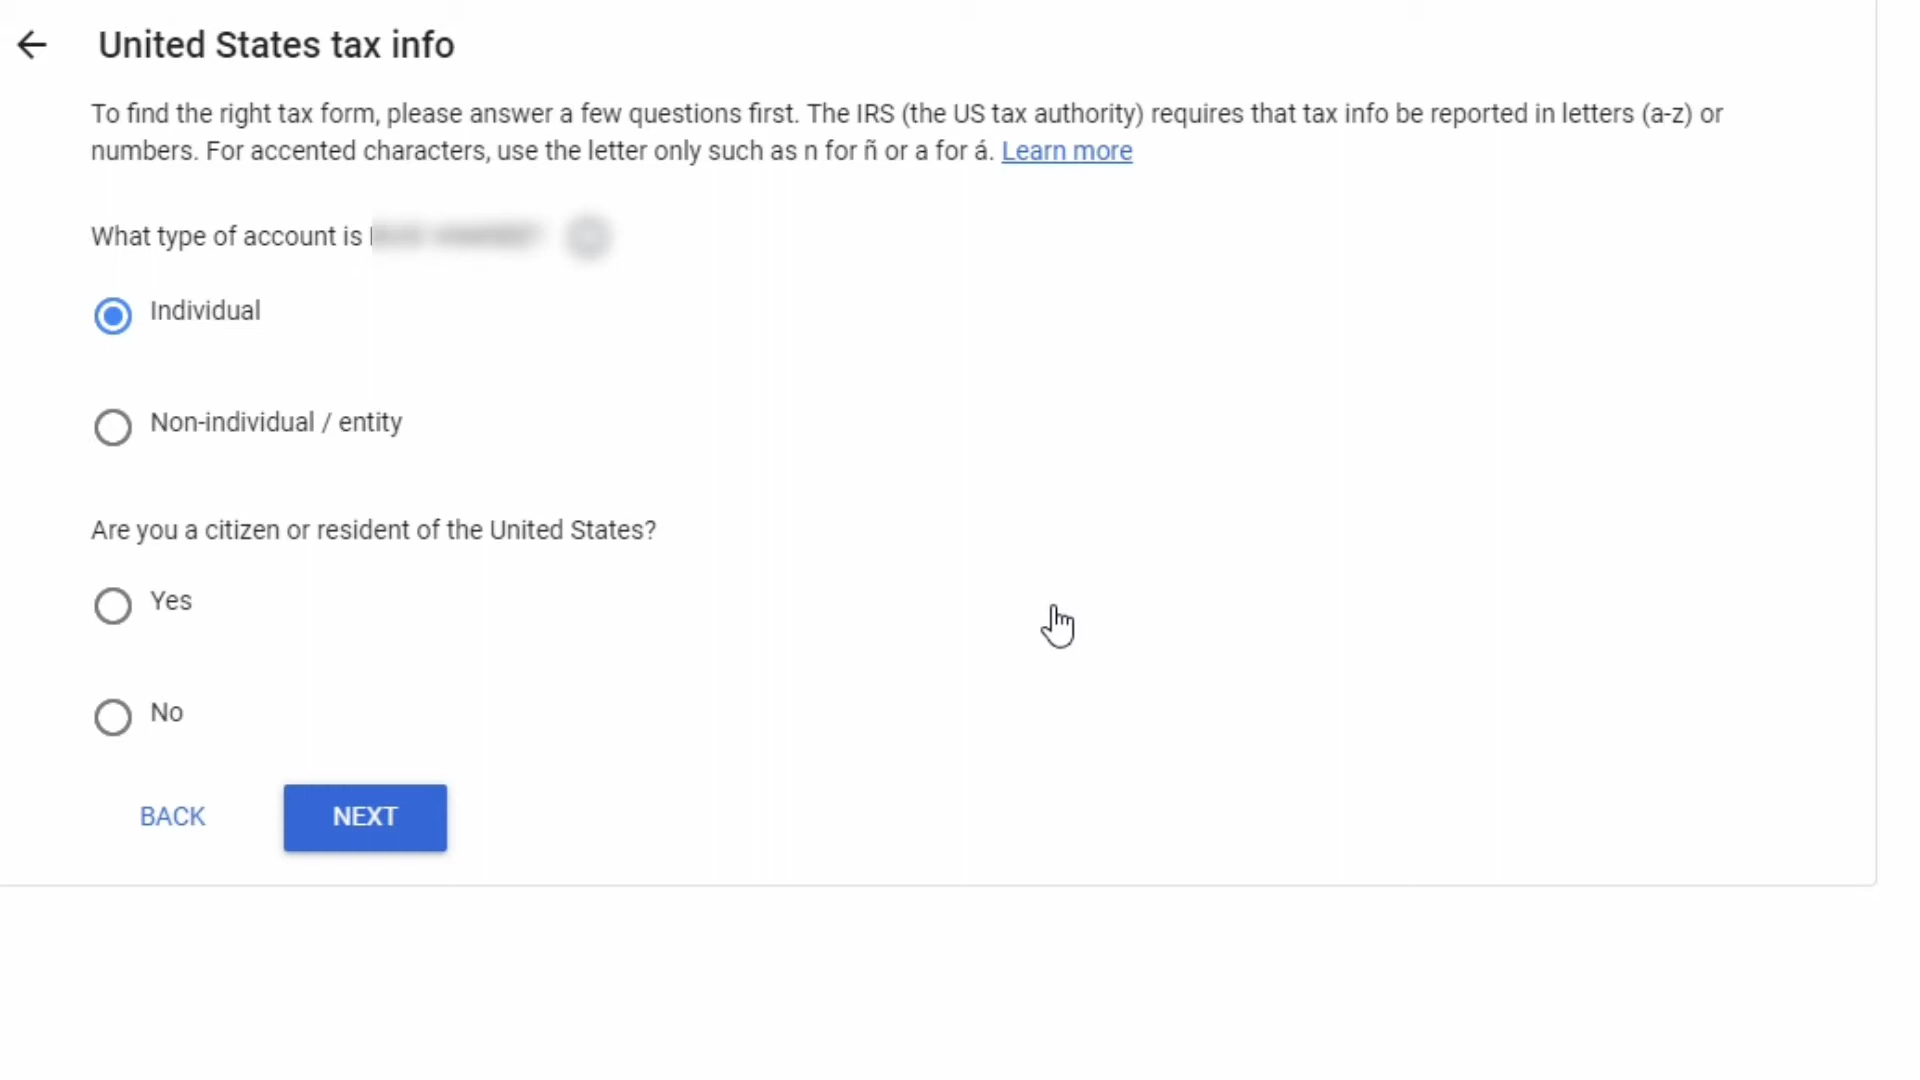 United States tax info
To find the right tax form, please answer a few questions first. The IRS (the US tax authority) requires that tax info be reported in letters (a-z) or
numbers. For accented characters, use the letter only such as n for ñ or a for á. Learn more
What type of account is
Individual
Non-individual / entity
Are you a citizen or resident of the United States?
Yes
No
BACK NEXT